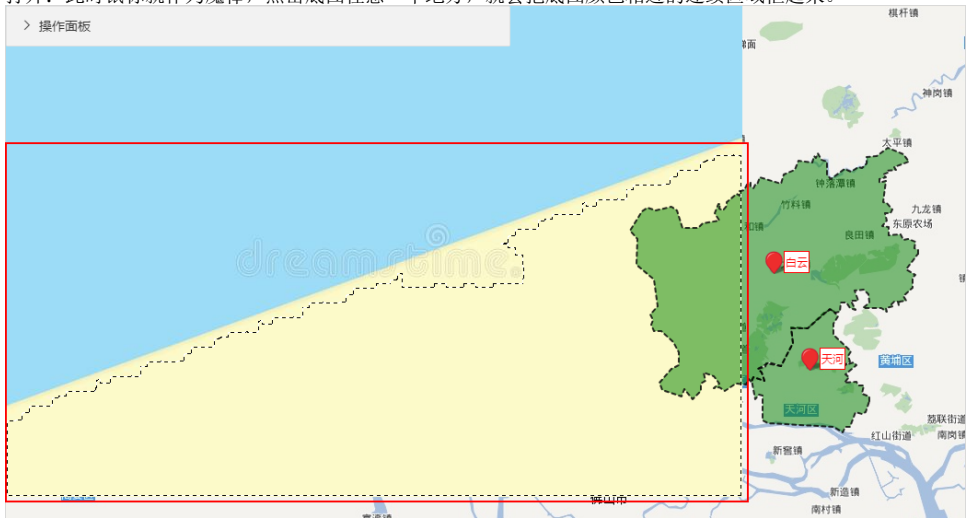 操作面板
棋杆镇
神岗镇
太平镇
钟落潭镇
竹料镇
九龙镇
和镇
东原农场
良田镇
dreamstime.
白云
天河
黄埔区
天河区
荔联街道
红山街道
南岗镇
新窖镇
新造镇
南村镇